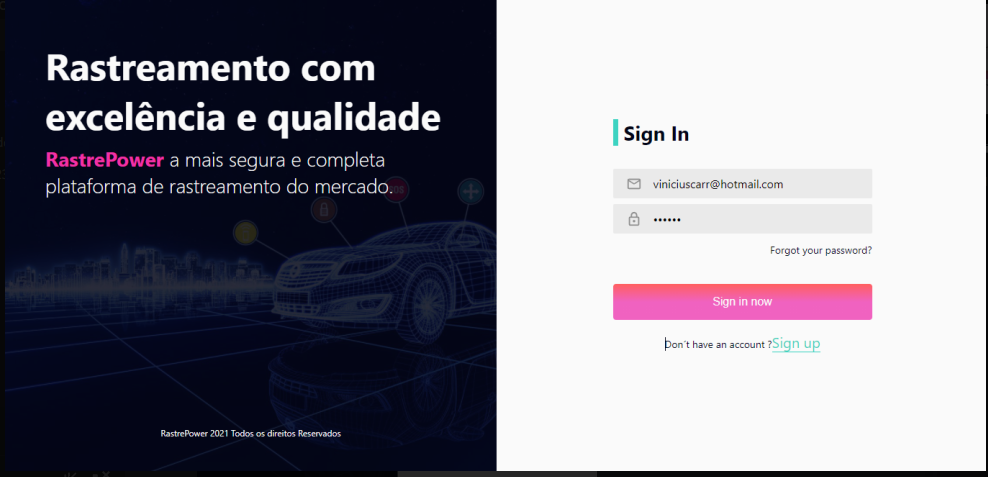 Rastreamento com
excelência e qualidade
RastrePower a mais segura e completa
plataforma de rastreamento do mercado.
SOS
RastrePower 2021 Todos os direitos Reservados
Sign In
viniciuscarr@hotmail.com
••••••
Forgot your password?
Sign in now
Don´t have an account ?Sign up